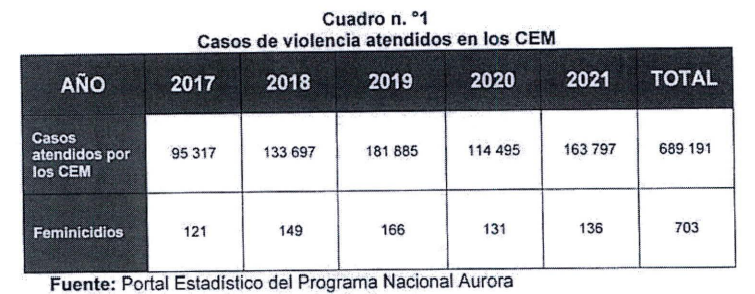 Cuadro n. °1
Casos de violencia atendidos en los CEM
AÑO 2017 2018 2019 2020 2021 TOTAL
Casos
atendidos por
los CEM
95 317 133 697 181 885 114 495 163 797 689 191
Feminicidios 121 149 166 131 136 703
Fuente: Portal Estadístico del Programa Nacional Aurora